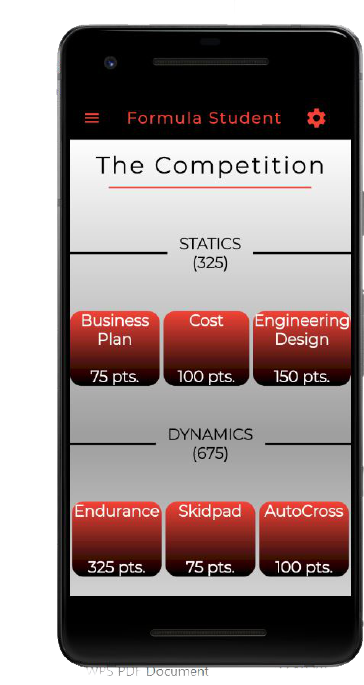 Formula Student
The Competition
STATICS
(325)
Business Plan
75 pts.
Cost
100 pts.
Engineering Design
150 pts.
DYNAMICS
(675)
Endurance
325 pts.
Skidpad
75 pts.
AutoCross
100 pts.
WPS PDF Document